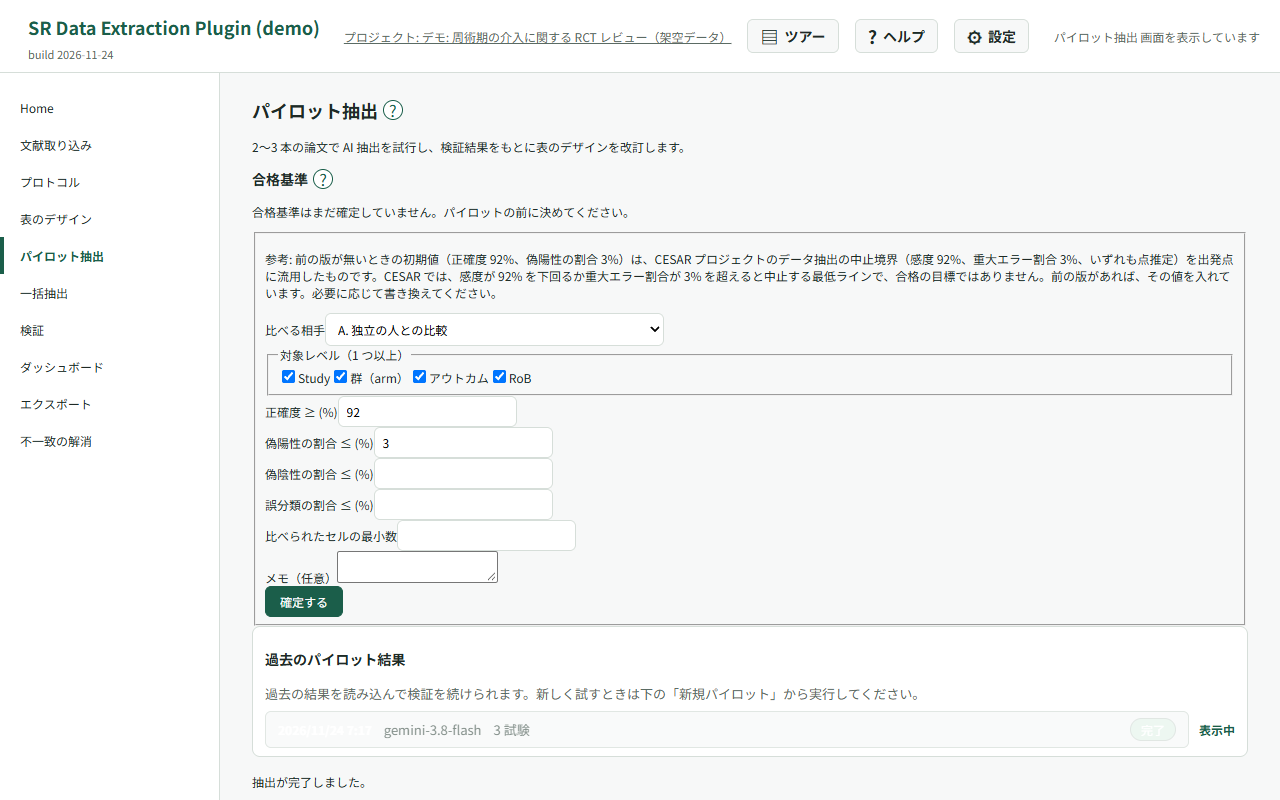 SR Data Extraction Plugin (demo)
build 2026-11-24
プロジェクト: デモ: 周術期の介入に関する RCT レビュー（架空データ）
ツアー
? ヘルプ
設定
パイロット抽出 画面を表示しています
Home
文献取り込み
プロトコル
表のデザイン
パイロット抽出
一括抽出
検証
ダッシュボード
エクスポート
不一致の解消
パイロット抽出 ?
2〜3 本の論文で AI 抽出を試行し、検証結果をもとに表のデザインを改訂します。
合格基準 ?
合格基準はまだ確定していません。パイロットの前に決めてください。
参考: 前の版が無いときの初期値（正確度 92%、偽陽性の割合 3%）は、CESAR プロジェクトのデータ抽出の中止境界（感度 92%、重大エラー割合 3%、いずれも点推定）を出発点
に流用したものです。CESAR では、感度が 92% を下回るか重大エラー割合が 3% を超えると中止する最低ラインで、合格の目標ではありません。前の版があれば、その値を入れて
います。必要に応じて書き換えてください。
比べる相手 A. 独立の人との比較
対象レベル（1 つ以上）
Study 群（arm） アウトカム RoB
正確度 ≥ (%) 92
偽陽性の割合 ≤ (%) 3
偽陰性の割合 ≤ (%)
誤分類の割合 ≤ (%)
比べられたセルの最小数
メモ（任意）
確定する
過去のパイロット結果
過去の結果を読み込んで検証を続けられます。新しく試すときは下の「新規パイロット」から実行してください。
gemini-3.8-flash 3 試験 完了 表示中
抽出が完了しました。